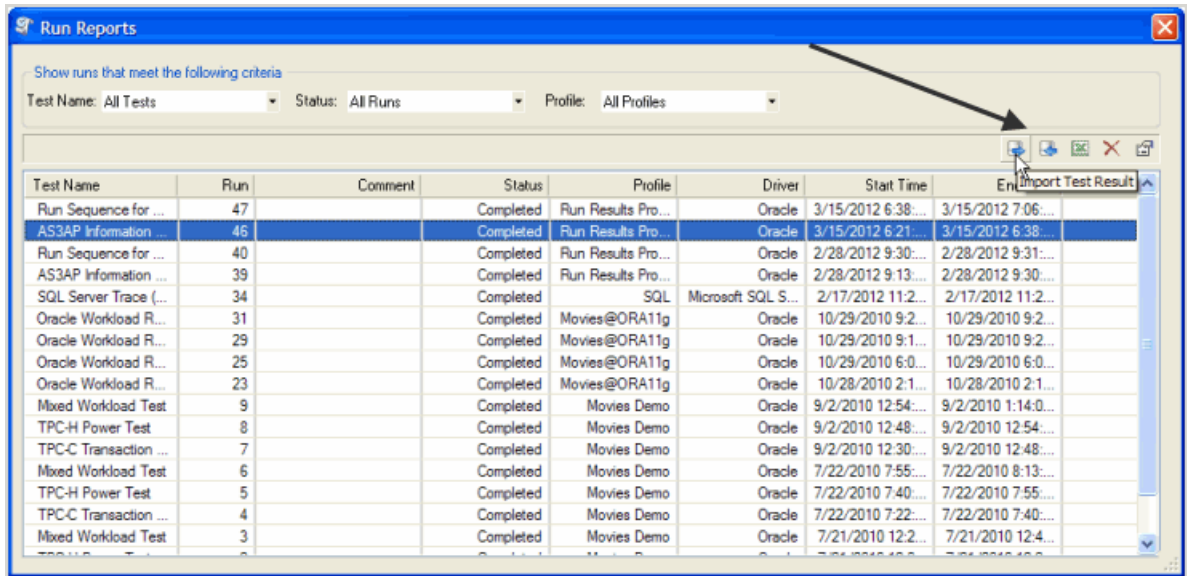 Run Reports
Show runs that meet the following criteria
Test Name: All Tests Status: All Runs Profile: All Profiles
Import Test Result
Test Name Run Comment Status Profile Driver Start Time En
Run Sequence for ... 47 Completed Run Results Pro... Oracle 3/15/2012 6:38:... 3/15/2012 7:06:...
AS3AP Information ... 46 Completed Run Results Pro... Oracle 3/15/2012 6:21:... 3/15/2012 6:38:...
Run Sequence for ... 40 Completed Run Results Pro... Oracle 2/28/2012 9:30:... 2/28/2012 9:31:...
AS3AP Information ... 39 Completed Run Results Pro... Oracle 2/28/2012 9:13:... 2/28/2012 9:30:...
SQL Server Trace (... 34 Completed SQL Microsoft SQL S... 2/17/2012 11:2... 2/17/2012 11:2...
Oracle Workload R... 31 Completed Movies@ORA11g Oracle 10/29/2010 9:2... 10/29/2010 9:2...
Oracle Workload R... 29 Completed Movies@ORA11g Oracle 10/29/2010 9:1... 10/29/2010 9:2...
Oracle Workload R... 25 Completed Movies@ORA11g Oracle 10/29/2010 6:0... 10/29/2010 6:0...
Oracle Workload R... 23 Completed Movies@ORA11g Oracle 10/28/2010 2:1... 10/28/2010 2:1...
Mixed Workload Test 9 Completed Movies Demo Oracle 9/2/2010 12:54:... 9/2/2010 1:14:0...
TPC-H Power Test 8 Completed Movies Demo Oracle 9/2/2010 12:48:... 9/2/2010 12:54:...
TPC-C Transaction ... 7 Completed Movies Demo Oracle 9/2/2010 12:30:... 9/2/2010 12:48:...
Mixed Workload Test 6 Completed Movies Demo Oracle 7/22/2010 7:55:... 7/22/2010 8:13:...
TPC-H Power Test 5 Completed Movies Demo Oracle 7/22/2010 7:40:... 7/22/2010 7:55:...
TPC-C Transaction ... 4 Completed Movies Demo Oracle 7/22/2010 7:22:... 7/22/2010 7:40:...
Mixed Workload Test 3 Completed Movies Demo Oracle 7/21/2010 12:2... 7/21/2010 12:4...